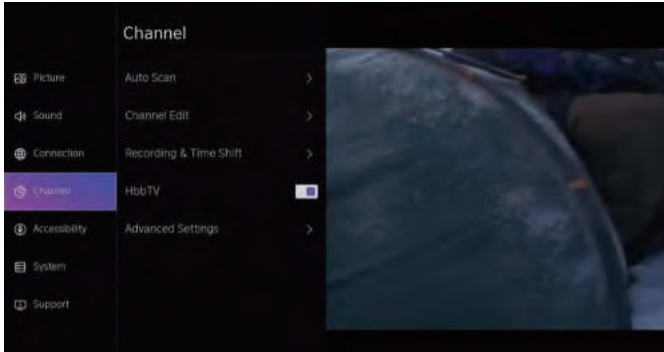 Channel
Picture
Sound
Connection
Channel
Accessibility
System
Support
Auto Scan
Channel Edit
Recording & Time Shift
HbbTV
Advanced Settings